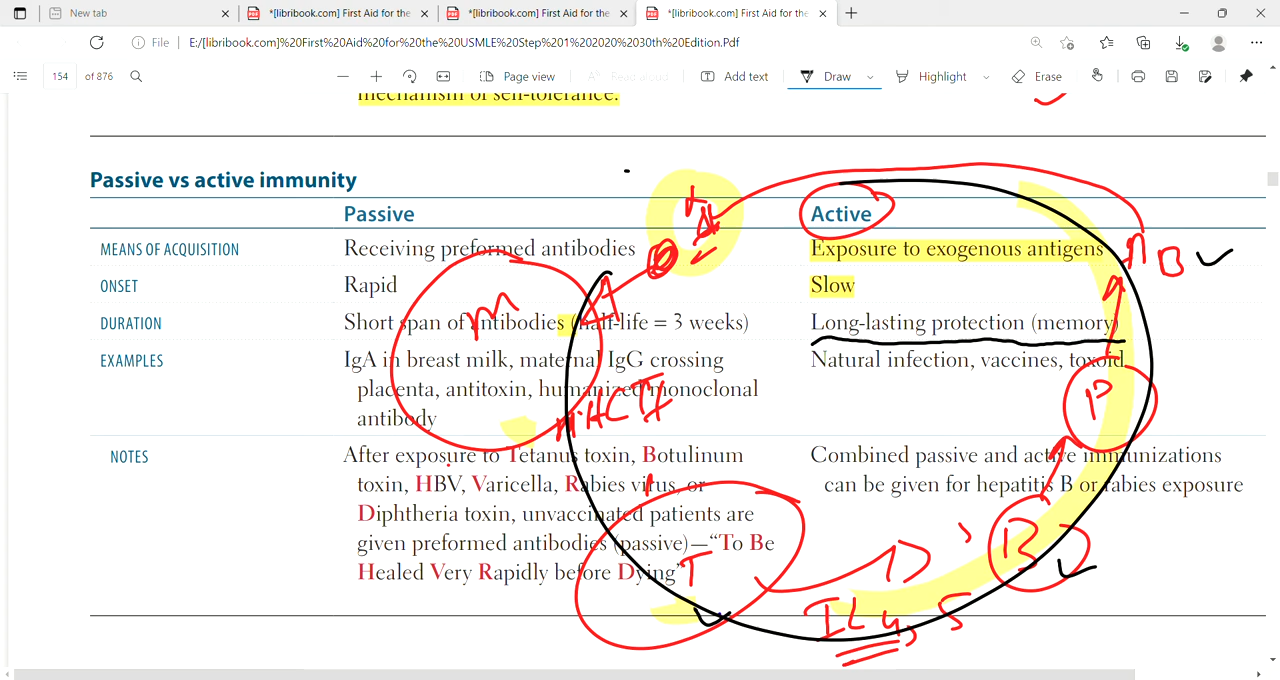 New tab
*[libribook.com] First Aid for the
*[libribook.com] First Aid for the
*[libribook.com] First Aid for the
File
E:/[libribook.com]%20First%20Aid%20for%20the%20USMLE%20Step%201%202020%2030th%20Edition.Pdf
154 of 876
Page view
Read aloud
Add text
Draw
Highlight
Erase
mechanism of self-tolerance.
Passive vs active immunity
Passive Active
MEANS OF ACQUISITION Receiving preformed antibodies Exposure to exogenous antigens
ONSET Rapid Slow
DURATION Short span of antibodies (half-life = 3 weeks) Long-lasting protection (memory)
EXAMPLES IgA in breast milk, maternal IgG crossing Natural infection, vaccines, toxoid
placenta, antitoxin, humanized monoclonal
antibody
NOTES After exposure to Tetanus toxin, Botulinum Combined passive and active immunizations
toxin, HBV, Varicella, Rabies virus, or can be given for hepatitis B or rabies exposure
Diphtheria toxin, unvaccinated patients are
given preformed antibodies (passive)—“To Be
Healed Very Rapidly before Dying”
m
A
B
P
B
T
IL 4, 5